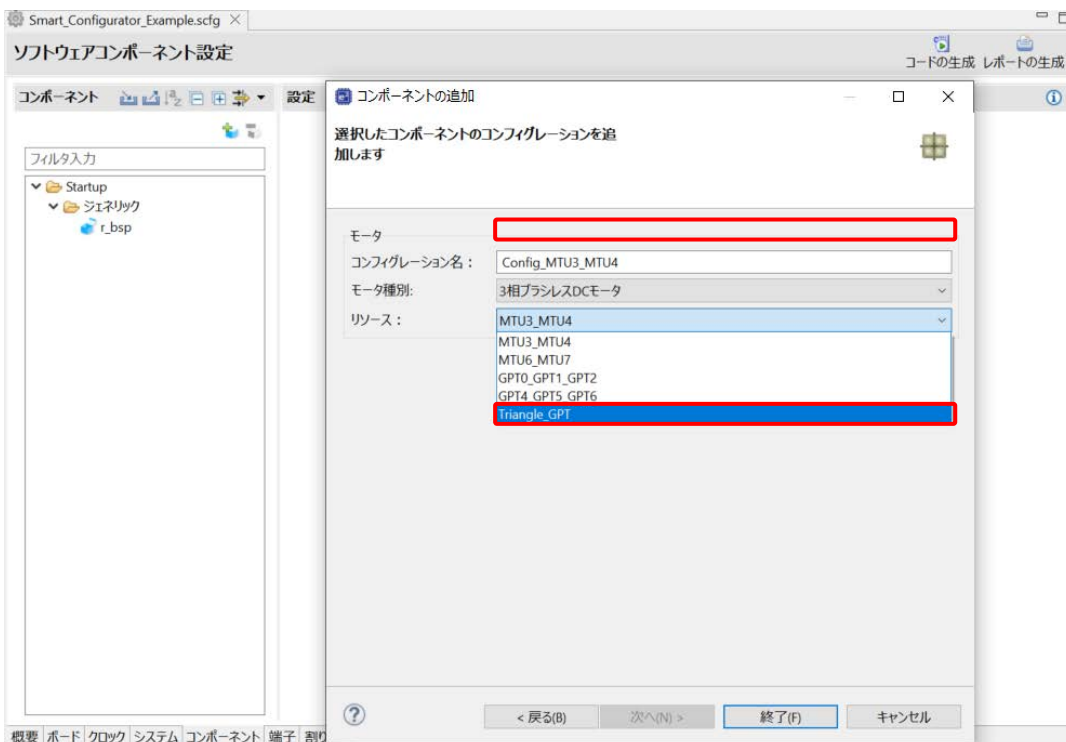 Smart_Configurator_Example.scfg
ソフトウェアコンポーネント設定
コードの生成 レポートの生成
コンポーネント
設定
フィルタ入力
Startup
ジェネリック
r_bsp
コンポーネントの追加
選択したコンポーネントのコンフィグレーションを追
加します
モータ
コンフィグレーション名:
Config_MTU3_MTU4
モータ種別:
3相ブラシレスDCモータ
リソース:
MTU3_MTU4
MTU3_MTU4
MTU6_MTU7
GPT0_GPT1_GPT2
GPT4_GPT5_GPT6
Triangle_GPT
< 戻る(B)
次へ(N) >
終了(F)
キャンセル
概要 ボード クロック システム コンポーネント 端子 割り